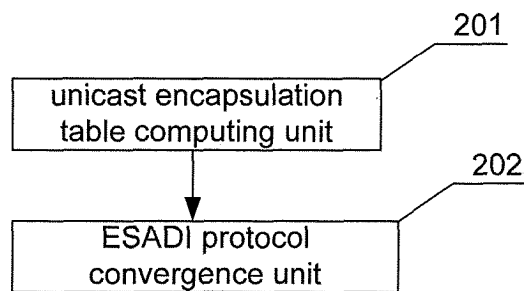 201
unicast encapsulation
table computing unit
202
ESADI protocol
convergence unit